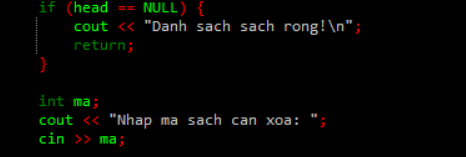 if (head == NULL) {
cout << "Danh sach sach rong!\n";
return;
}
int ma;
cout << "Nhap ma sach can xoa: ";
cin >> ma;